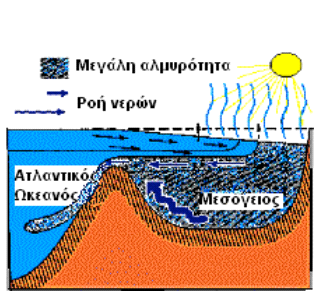 Μεγάλη αλμυρότητα
Ροή νερών
Ατλαντικός
Ωκεανός
Μεσόγειος